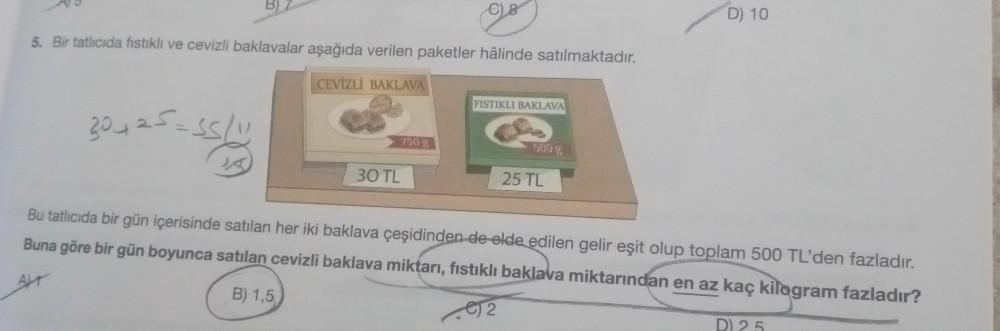 B) 7
C) 8
D) 10
5. Bir tatlıcıda fıstıklı ve cevizli baklavalar aşağıda verilen paketler hâlinde satılmaktadır.
CEVİZLİ BAKLAVA
750 g
30 TL
FISTIKLI BAKLAVA
500 g
25 TL
30+25=55
Bu tatlıcıda bir gün içerisinde satılan her iki baklava çeşidinden de elde edilen gelir eşit olup toplam 500 TL'den fazladır.
Buna göre bir gün boyunca satılan cevizli baklava miktarı, fıstıklı baklava miktarından en az kaç kilogram fazladır?
A) 1
B) 1,5
C) 2
D) 2,5